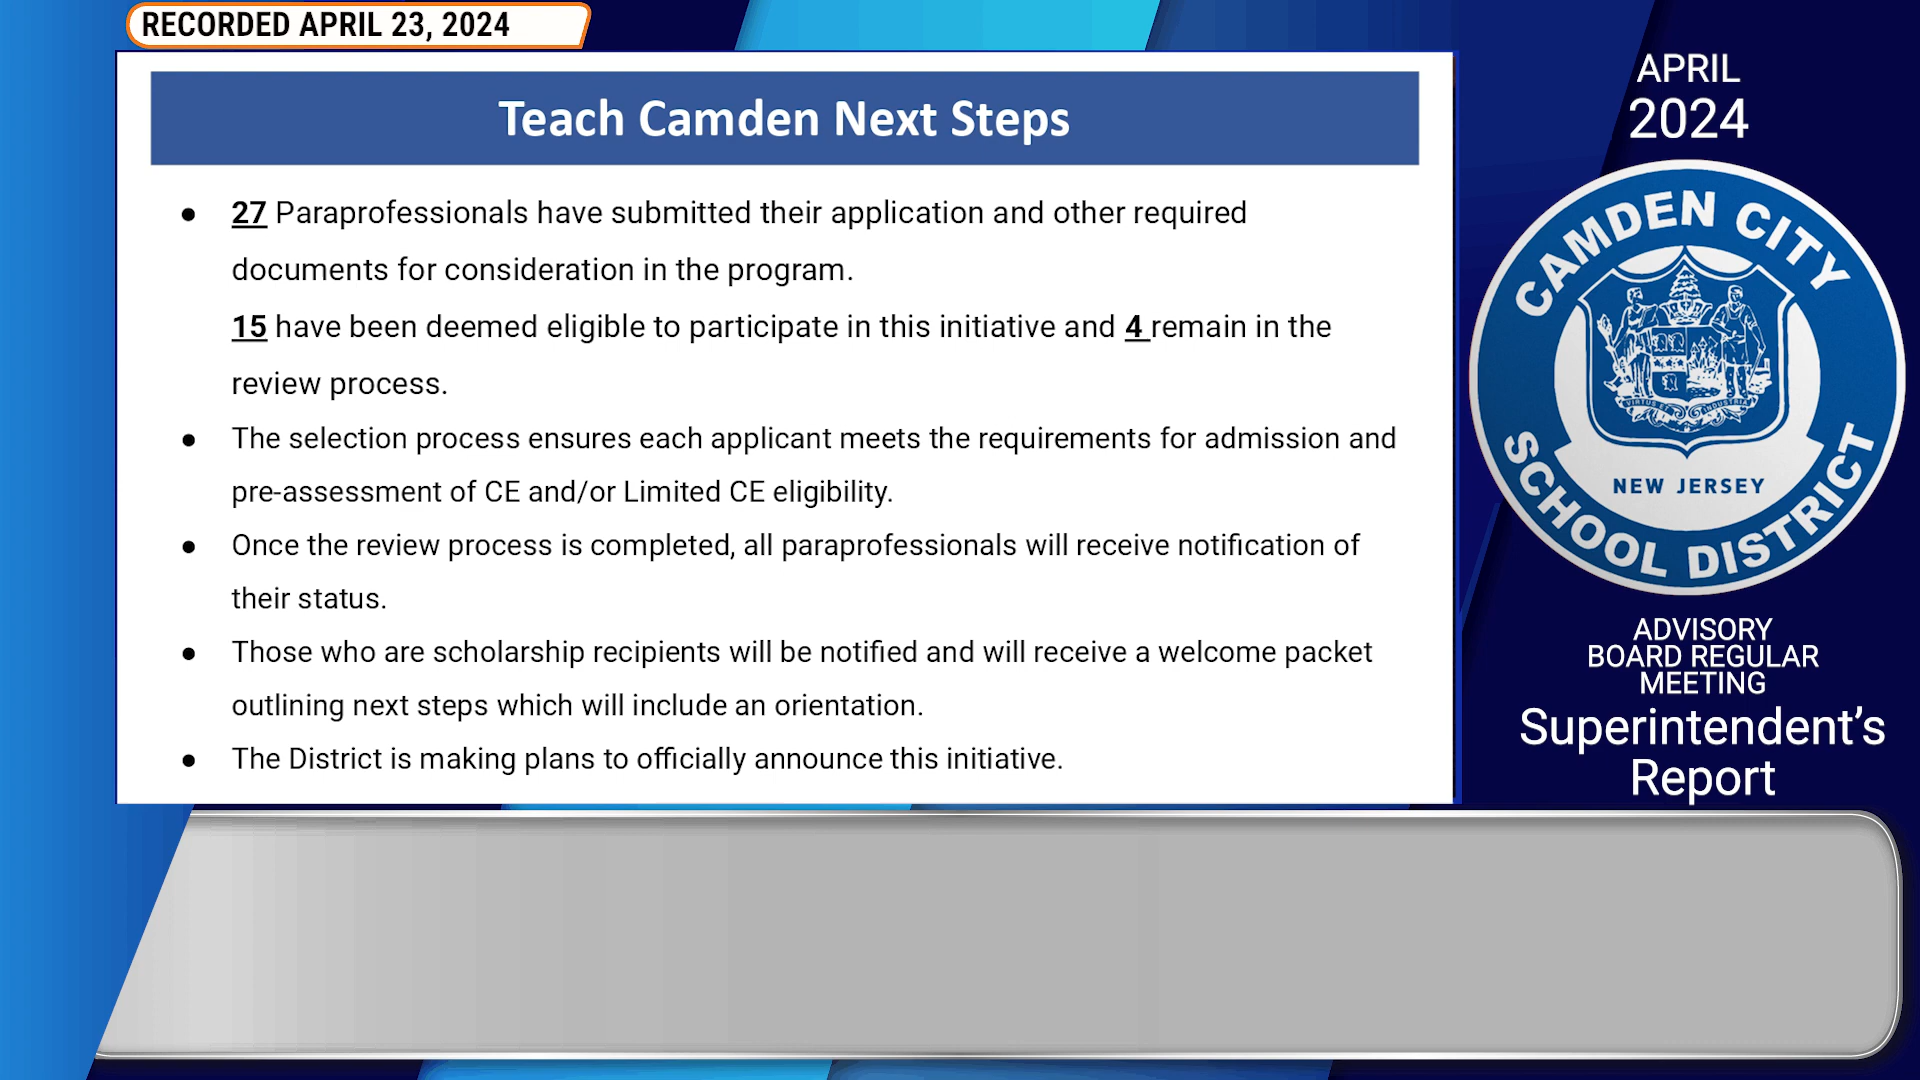 RECORDED APRIL 23, 2024
Teach Camden Next Steps
● 27 Paraprofessionals have submitted their application and other required
documents for consideration in the program.
15 have been deemed eligible to participate in this initiative and 4 remain in the
review process.
● The selection process ensures each applicant meets the requirements for admission and
pre-assessment of CE and/or Limited CE eligibility.
● Once the review process is completed, all paraprofessionals will receive notification of
their status.
● Those who are scholarship recipients will be notified and will receive a welcome packet
outlining next steps which will include an orientation.
● The District is making plans to officially announce this initiative.
APRIL
2024
CAMDEN CITY
VIRTUS ET INDUSTRIA
NEW JERSEY
SCHOOL DISTRICT
ADVISORY
BOARD REGULAR
MEETING
Superintendent’s
Report